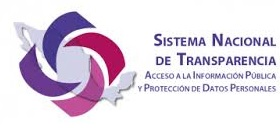 SISTEMA NACIONAL
DE TRANSPARENCIA
ACCESO A LA INFORMACIÓN PÚBLICA
Y PROTECCIÓN DE DATOS PERSONALES